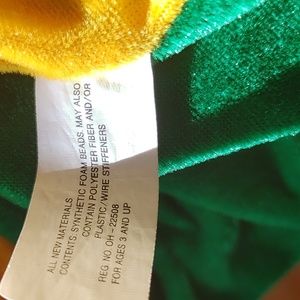 ALL NEW MATERIALS
CONTENTS: SYNTHETIC FOAM BEADS. MAY ALSO
CONTAIN POLYESTER FIBER AND/OR
PLASTIC/WIRE STIFFENERS
REG. NO. OH - 22508
FOR AGES 3 AND UP